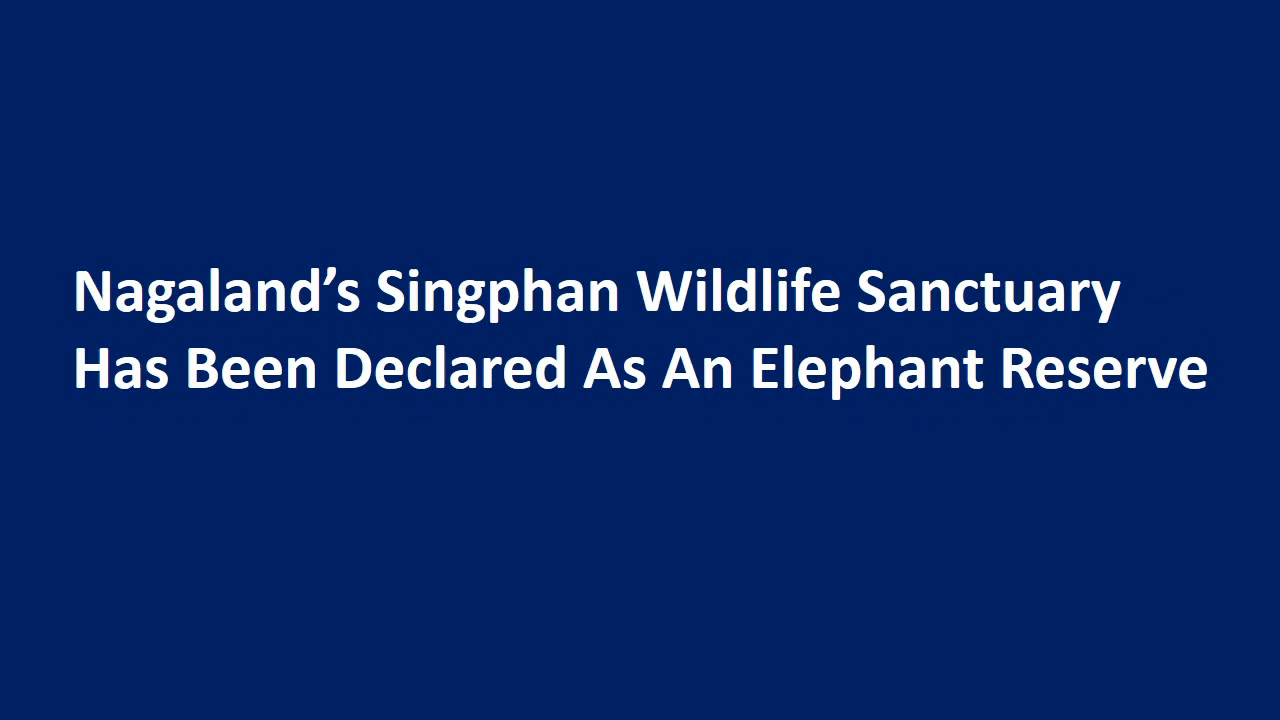 Nagaland’s Singphan Wildlife Sanctuary
Has Been Declared As An Elephant Reserve